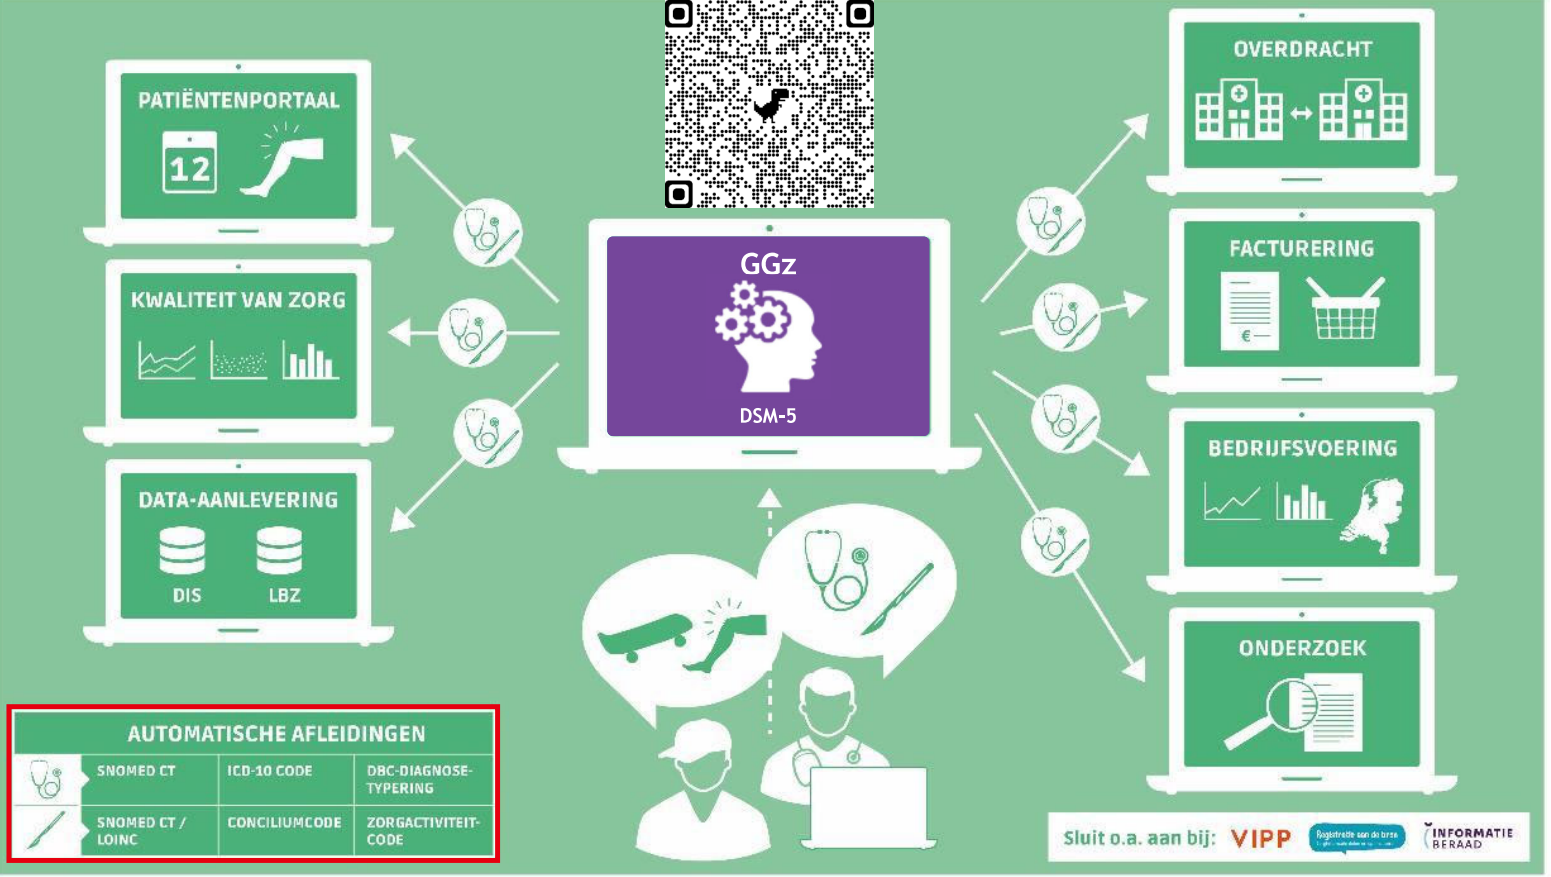 PATIËNTENPORTAAL
12
KWALITEIT VAN ZORG
DATA-AANLEVERING
DIS
LBZ
GGz
DSM-5
OVERDRACHT
FACTURERING
€
BEDRIJFSVOERING
ONDERZOEK
AUTOMATISCHE AFLEIDINGEN
SNOMED CT
ICD-10 CODE
DBC-DIAGNOSE-
TYPERING
SNOMED CT /
LOINC
CONCILIUMCODE
ZORGACTIVITEIT-
CODE
Sluit o.a. aan bij:
VIPP
Registratie aan de bron
INFORMATIE
BERAAD